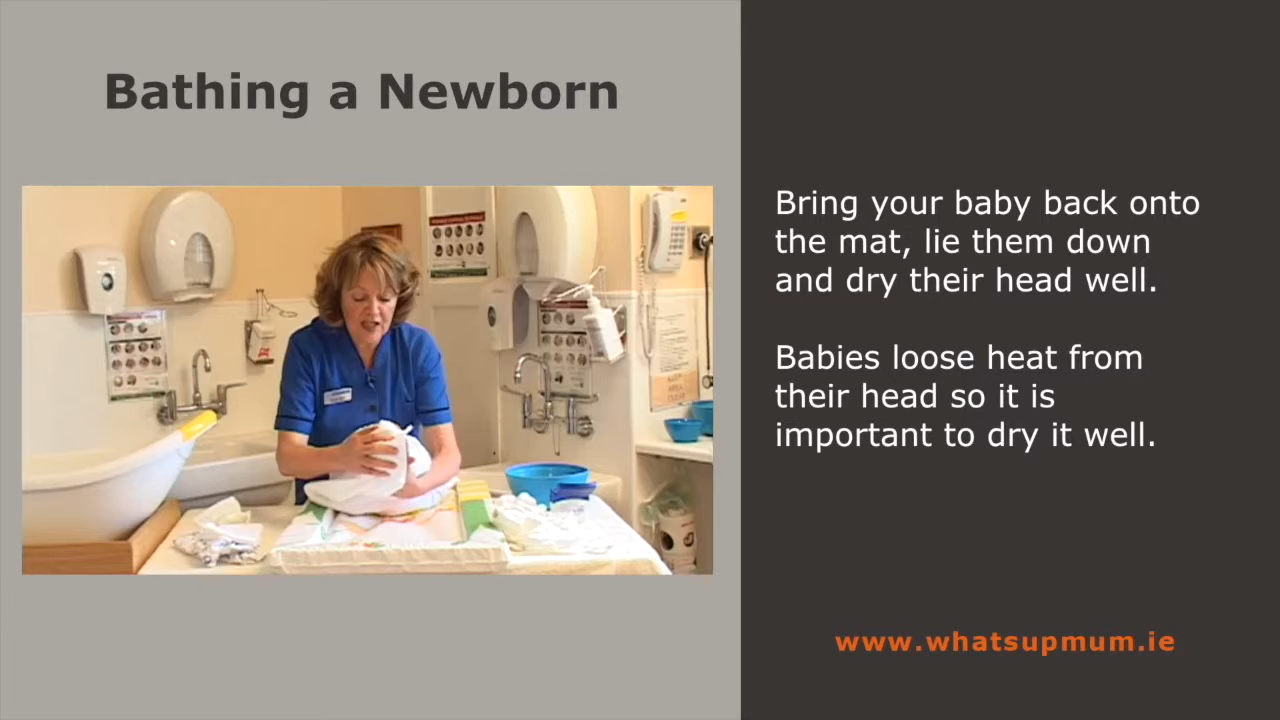 Bathing a Newborn
Bring your baby back onto
the mat, lie them down
and dry their head well.
Babies loose heat from
their head so it is
important to dry it well.
www.whatsupmum.ie